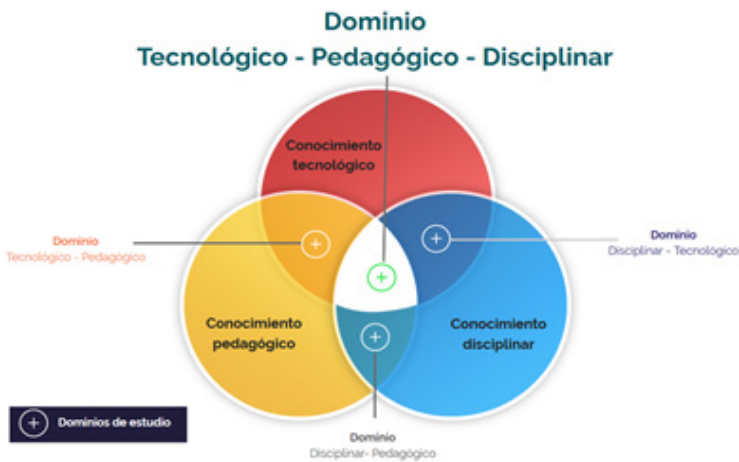 Dominio
Tecnológico - Pedagógico - Disciplinar
Conocimiento
tecnológico
Dominio
Tecnológico - Pedagógico
Dominio
Disciplinar - Tecnológico
Conocimiento
pedagógico
Conocimiento
disciplinar
Dominios de estudio
Dominio
Disciplinar- Pedagógico